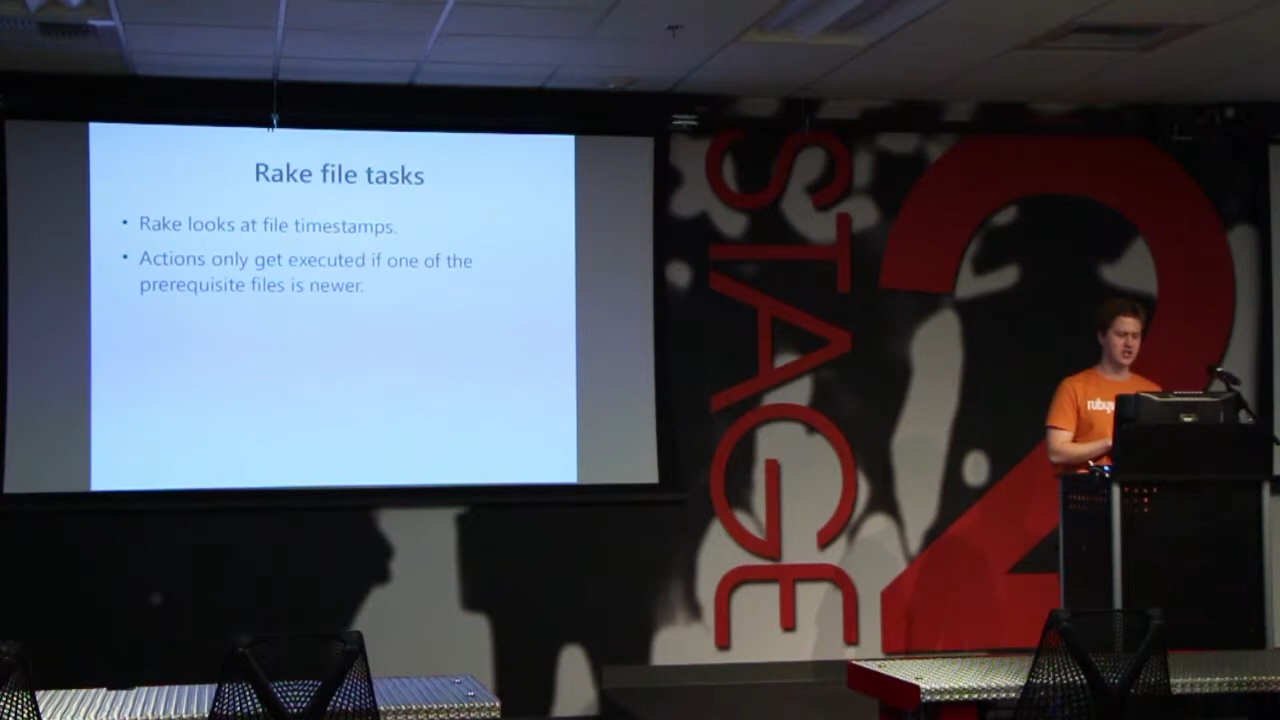 Rake file tasks
• Rake looks at file timestamps.
• Actions only get executed if one of the
prerequisite files is newer.
STAGE
2